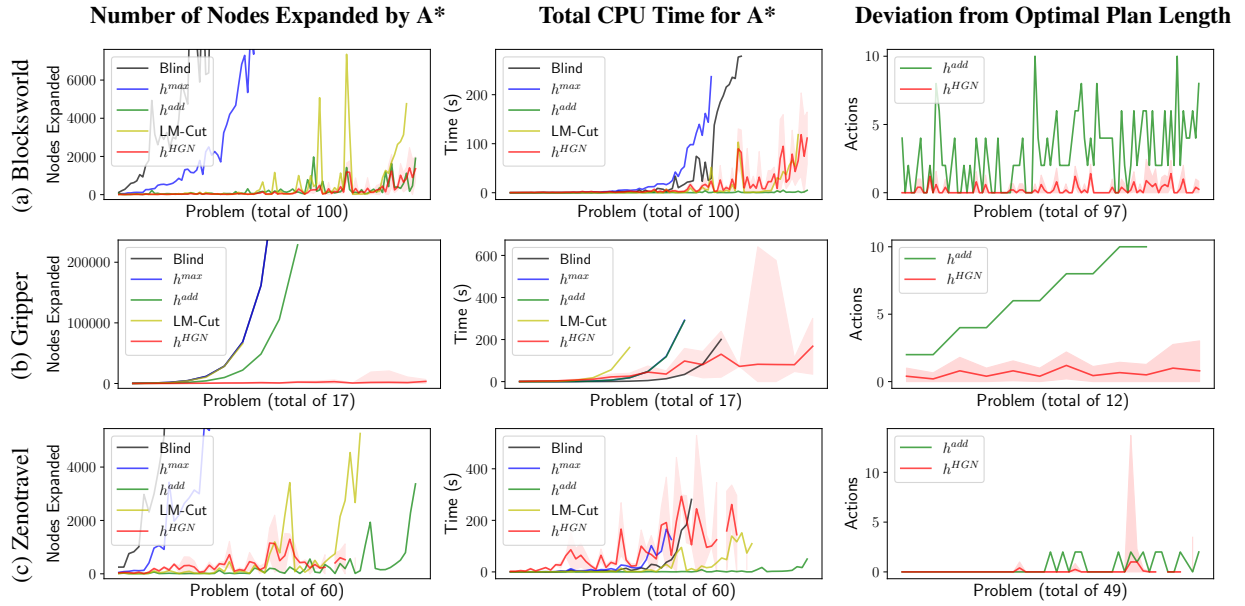 Number of Nodes Expanded by A*
Total CPU Time for A*
Deviation from Optimal Plan Length
(a) Blocksworld
Nodes Expanded
6000
4000
2000
0
Blind
h^max
h^add
LM-Cut
h^HGN
Problem (total of 100)
Time (s)
200
100
0
Blind
h^max
h^add
LM-Cut
h^HGN
Problem (total of 100)
Actions
10
5
0
h^add
h^HGN
Problem (total of 97)
(b) Gripper
Nodes Expanded
200000
100000
0
Blind
h^max
h^add
LM-Cut
h^HGN
Problem (total of 17)
Time (s)
600
400
200
0
Blind
h^max
h^add
LM-Cut
h^HGN
Problem (total of 17)
Actions
10
5
0
h^add
h^HGN
Problem (total of 12)
(c) Zenotravel
Nodes Expanded
4000
2000
0
Blind
h^max
h^add
LM-Cut
h^HGN
Problem (total of 60)
Time (s)
400
200
0
Blind
h^max
h^add
LM-Cut
h^HGN
Problem (total of 60)
Actions
10
5
0
h^add
h^HGN
Problem (total of 49)